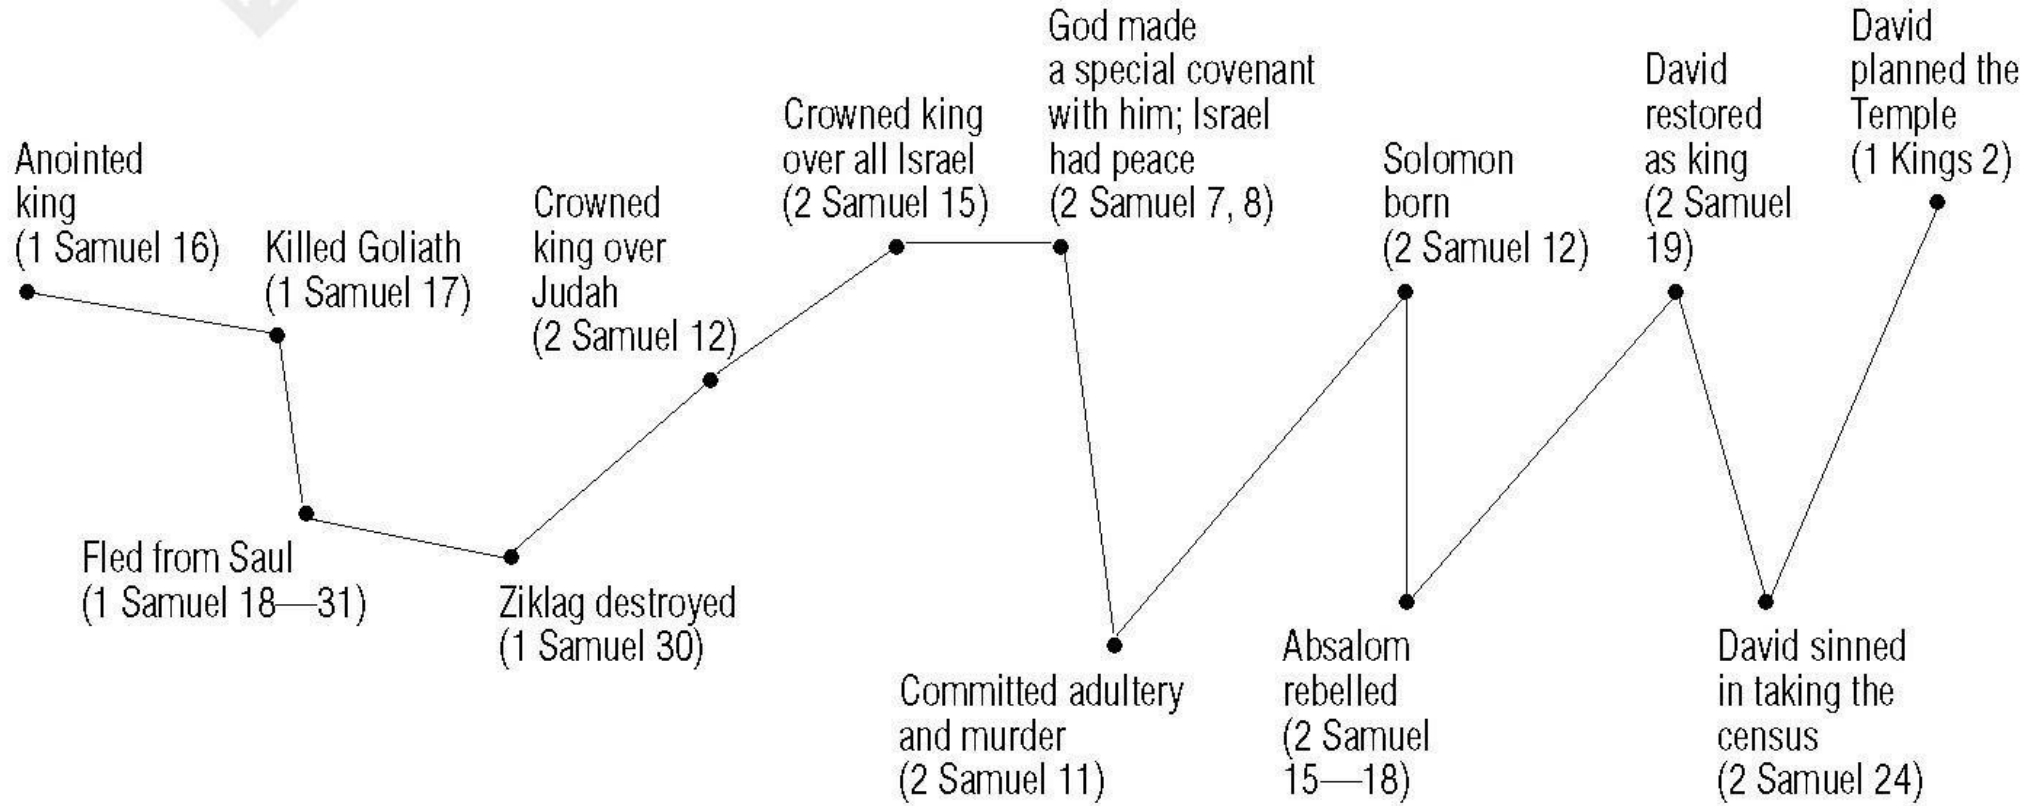 Anointed
king
(1 Samuel 16)
Killed Goliath
(1 Samuel 17)
Fled from Saul
(1 Samuel 18—31)
Ziklag destroyed
(1 Samuel 30)
Crowned
king over
Judah
(2 Samuel 12)
Crowned king
over all Israel
(2 Samuel 15)
God made
a special covenant
with him; Israel
had peace
(2 Samuel 7, 8)
Committed adultery
and murder
(2 Samuel 11)
Solomon
born
(2 Samuel 12)
Absalom
rebelled
(2 Samuel
15—18)
David
restored
as king
(2 Samuel
19)
David sinned
in taking the
census
(2 Samuel 24)
David
planned the
Temple
(1 Kings 2)